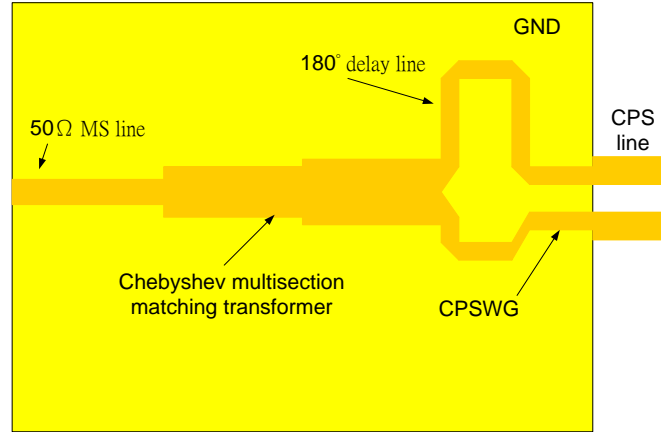 GND
180° delay line
CPS
line
50Ω MS line
Chebyshev multisection
matching transformer
CPSWG